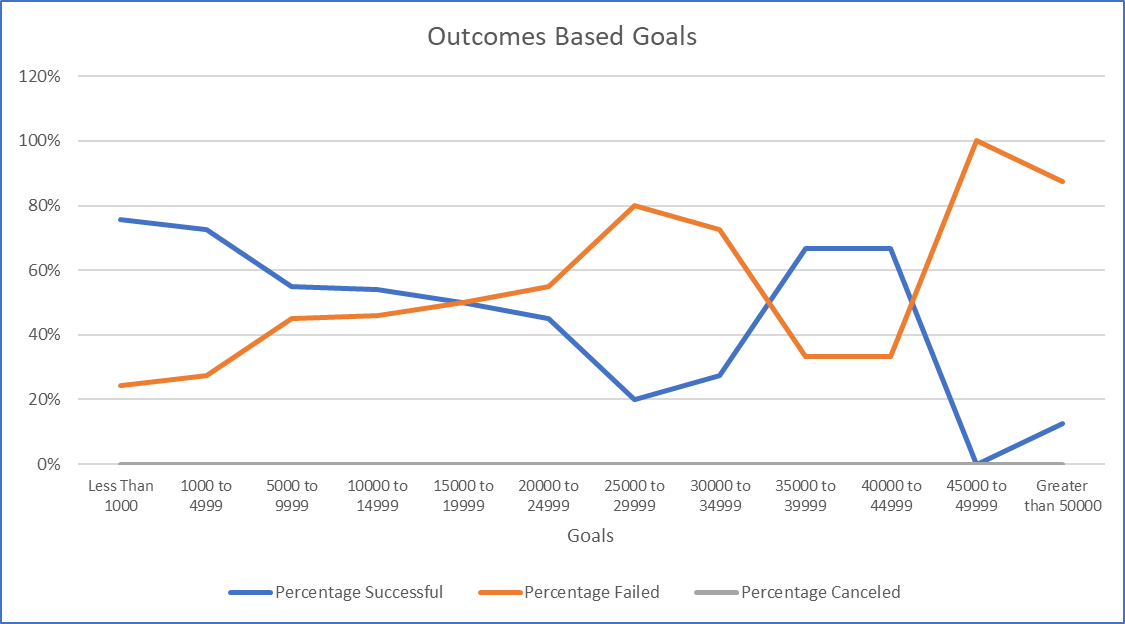 Outcomes Based Goals
120%
100%
80%
60%
40%
20%
0%
Less Than
1000
1000 to
4999
5000 to
9999
10000 to
14999
15000 to
19999
20000 to
24999
25000 to
29999
30000 to
34999
35000 to
39999
40000 to
44999
45000 to
49999
Greater
than 50000
Goals
Percentage Successful
Percentage Failed
Percentage Canceled